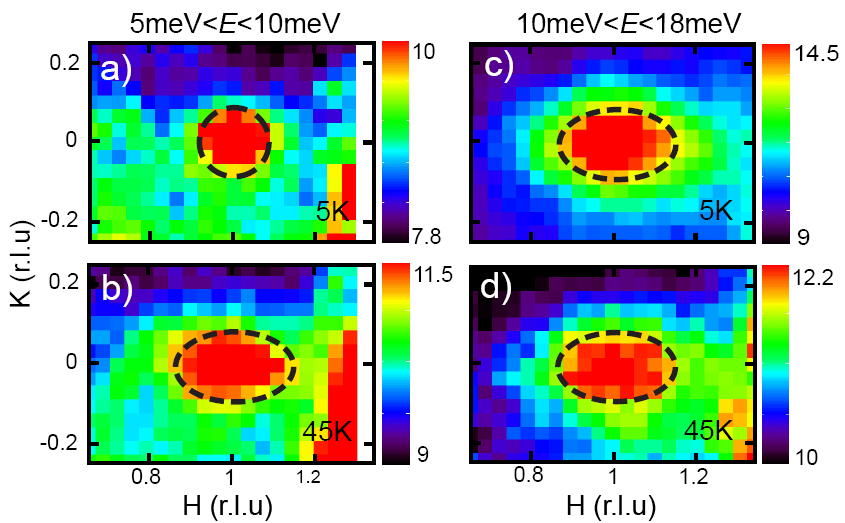 5meV<E<10meV
10meV<E<18meV
a)
5K
0.2
0
-0.2
K (r.l.u)
10
7.8
c)
5K
14.5
9
b)
45K
0.2
0
-0.2
0.8
1
1.2
H (r.l.u)
11.5
9
d)
45K
0.8
1
1.2
H (r.l.u)
12.2
10